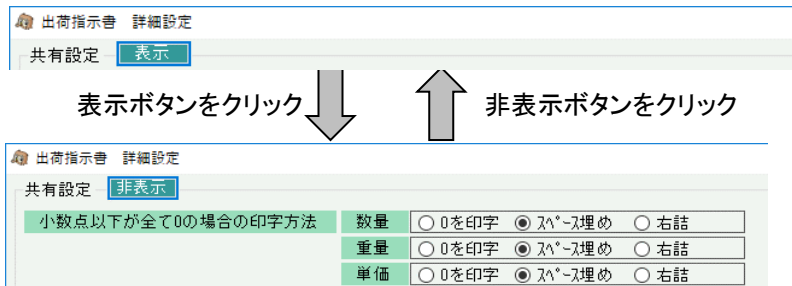 出荷指示書 詳細設定
共有設定 表示
表示ボタンをクリック 非表示ボタンをクリック
出荷指示書 詳細設定
共有設定 非表示
小数点以下が全て0の場合の印字方法 数量 0を印字 ｽﾍﾟｰｽ埋め 右詰
重量 0を印字 ｽﾍﾟｰｽ埋め 右詰
単価 0を印字 ｽﾍﾟｰｽ埋め 右詰